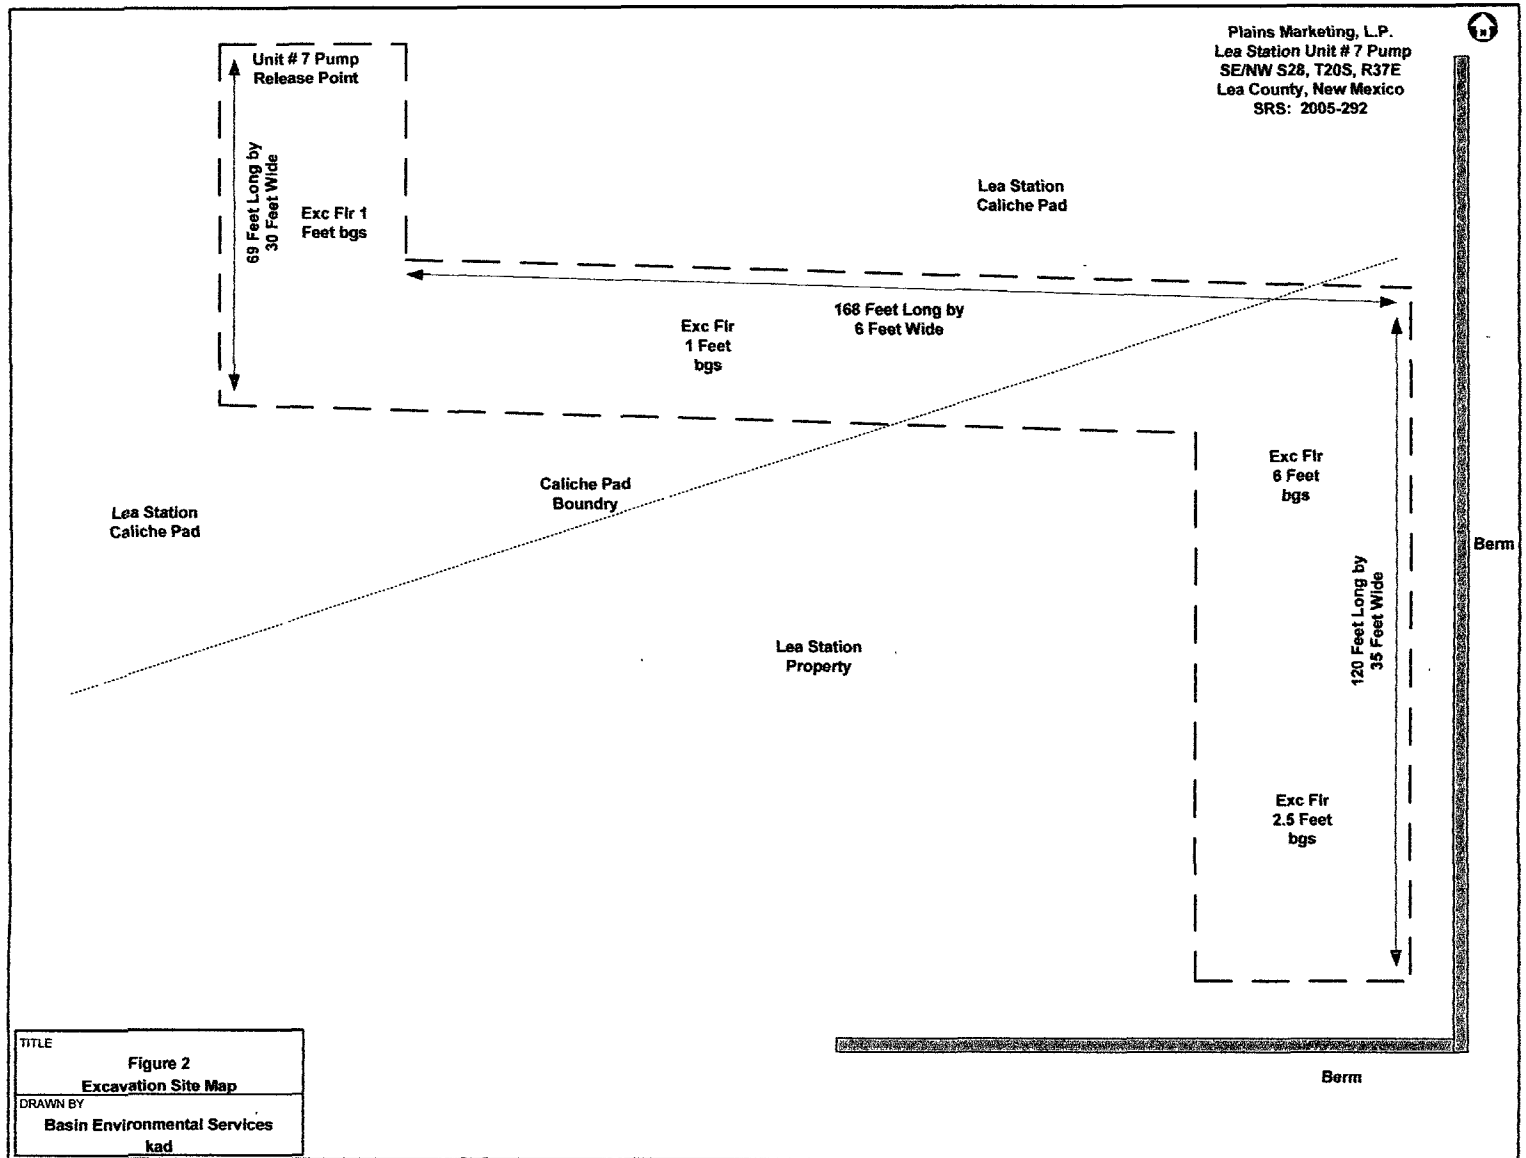 Plains Marketing, L.P.
Lea Station Unit # 7 Pump
SE/NW S28, T20S, R37E
Lea County, New Mexico
SRS: 2005-292
N
Unit # 7 Pump
Release Point
69 Feet Long by
30 Feet Wide
Exc Flr 1
Feet bgs
Lea Station
Caliche Pad
168 Feet Long by
6 Feet Wide
Exc Flr
1 Feet
bgs
Caliche Pad
Boundry
Lea Station
Caliche Pad
Exc Flr
6 Feet
bgs
Berm
120 Feet Long by
35 Feet Wide
Lea Station
Property
Exc Flr
2.5 Feet
bgs
Berm
TITLE
Figure 2
Excavation Site Map
DRAWN BY
Basin Environmental Services
kad